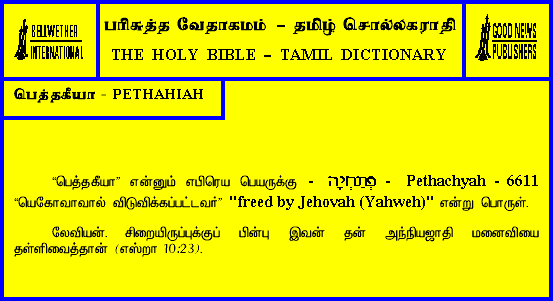 BELLWETHER
INTERNATIONAL
பரிசுத்த வேதாகமம் – தமிழ் சொல்லகராதி
THE HOLY BIBLE – TAMIL DICTIONARY
GOOD NEWS
PUBLISHERS
பெத்தகீயா - PETHAHIAH
“பெத்தகீயா” என்னும் எபிரெய பெயருக்கு - פְּתַחְיָה - Pethachyah - 6611
“யெகோவாவால் விடுவிக்கப்பட்டவர்” "freed by Jehovah (Yahweh)" என்று பொருள்.
லேவியன். சிறையிருப்புக்குப் பின்பு இவன் தன் அந்நியஜாதி மனைவியை
தள்ளிவைத்தான் (எஸ்றா 10:23).